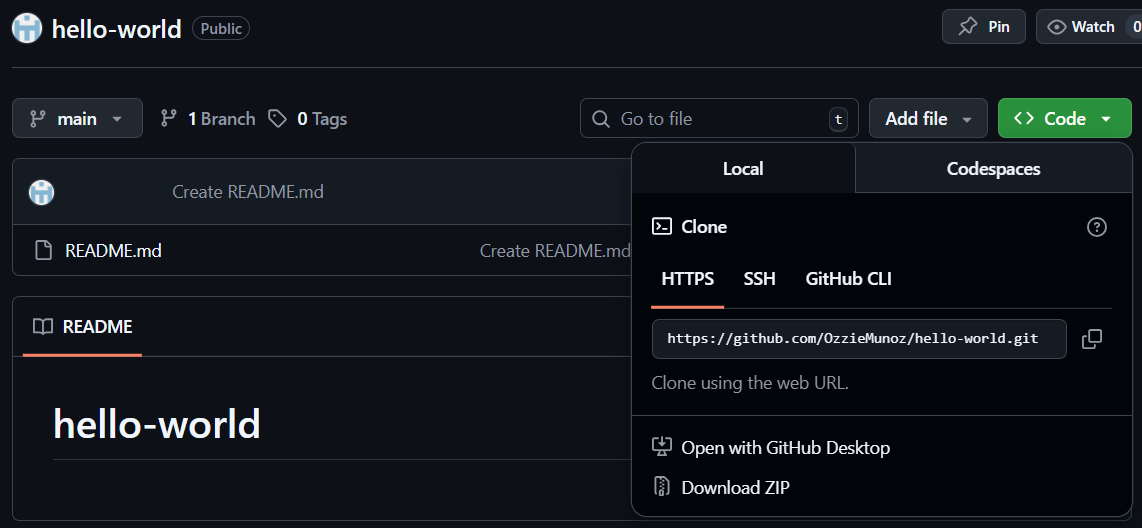 hello-world Public Pin Watch 0
main 1 Branch 0 Tags Go to file t Add file Code
Local Codespaces
Create README.md
Clone
README.md Create README.md
HTTPS SSH GitHub CLI
README
https://github.com/OzzieMunoz/hello-world.git
Clone using the web URL.
hello-world
Open with GitHub Desktop
Download ZIP